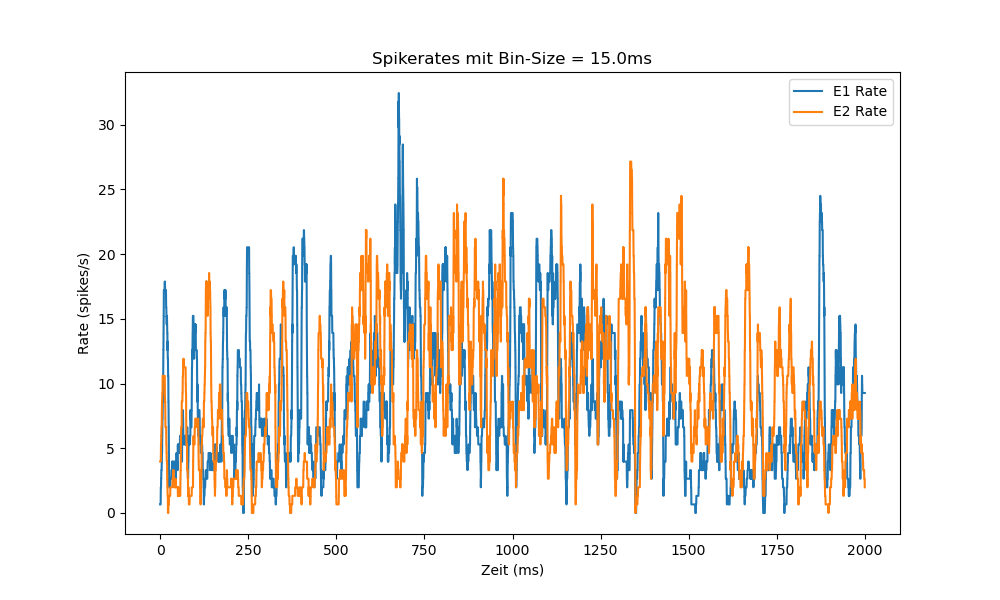 Spikerates mit Bin-Size = 15.0ms
E1 Rate
E2 Rate
Rate (spikes/s)
30
25
20
15
10
5
0
0 250 500 750 1000 1250 1500 1750 2000
Zeit (ms)